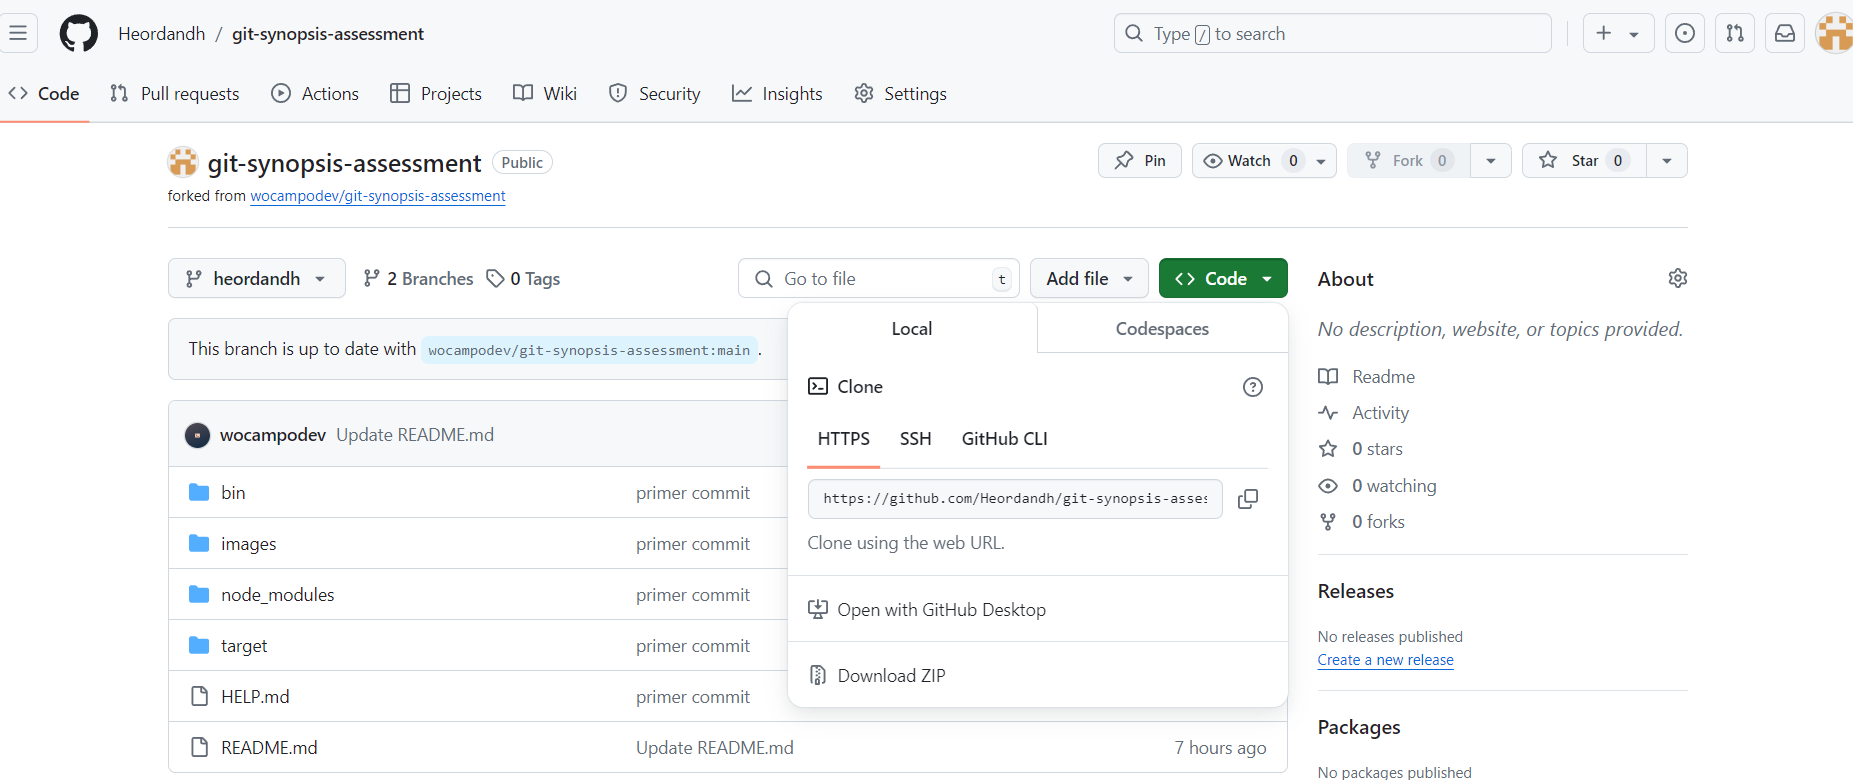 Heordandh / git-synopsis-assessment
Type / to search
Code Pull requests Actions Projects Wiki Security Insights Settings
git-synopsis-assessment Public
Pin Watch 0 Fork 0 Star 0
forked from wocampodev/git-synopsis-assessment
heordandh 2 Branches 0 Tags Go to file t Add file Code
About
No description, website, or topics provided.
Readme
Activity
0 stars
0 watching
0 forks
Releases
No releases published
Create a new release
Packages
No packages published
Local Codespaces
Clone
HTTPS SSH GitHub CLI
https://github.com/Heordandh/git-synopsis-asses
Clone using the web URL.
Open with GitHub Desktop
Download ZIP
This branch is up to date with wocampodev/git-synopsis-assessment:main .
wocampodev Update README.md
bin primer commit
images primer commit
node_modules primer commit
target primer commit
HELP.md primer commit
README.md Update README.md 7 hours ago